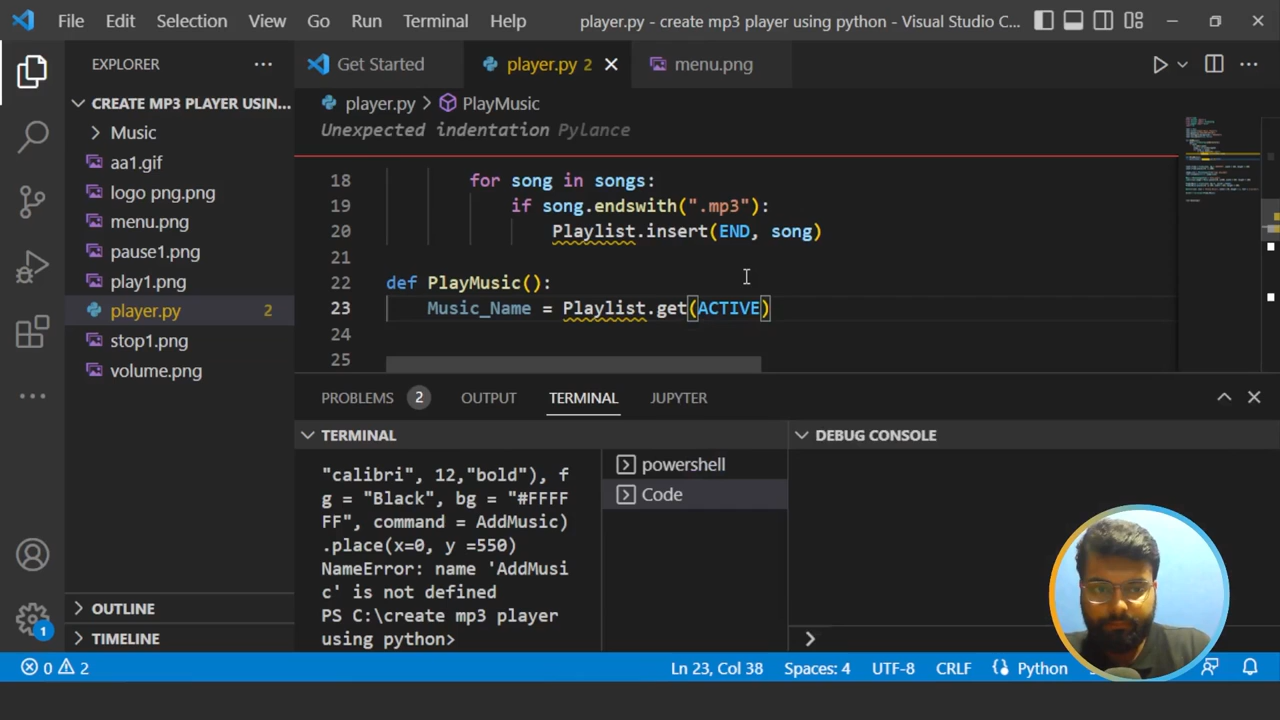 File Edit Selection View Go Run Terminal Help player.py - create mp3 player using python - Visual Studio C...
EXPLORER
CREATE MP3 PLAYER USIN...
Music
aa1.gif
logo png.png
menu.png
pause1.png
play1.png
player.py 2
stop1.png
volume.png
OUTLINE
TIMELINE
1
Get Started player.py 2 menu.png
player.py > PlayMusic
Unexpected indentation Pylance
18 for song in songs:
19 if song.endswith(".mp3"):
20 Playlist.insert(END, song)
21
22 def PlayMusic():
23 Music_Name = Playlist.get(ACTIVE)
24
25
PROBLEMS 2 OUTPUT TERMINAL JUPYTER
TERMINAL
"calibri", 12,"bold"), f
g = "Black", bg = "#FFFF
FF", command = AddMusic)
.place(x=0, y =550)
NameError: name 'AddMusi
c' is not defined
PS C:\create mp3 player
using python>
powershell
Code
DEBUG CONSOLE
0 2 Ln 23, Col 38 Spaces: 4 UTF-8 CRLF Python